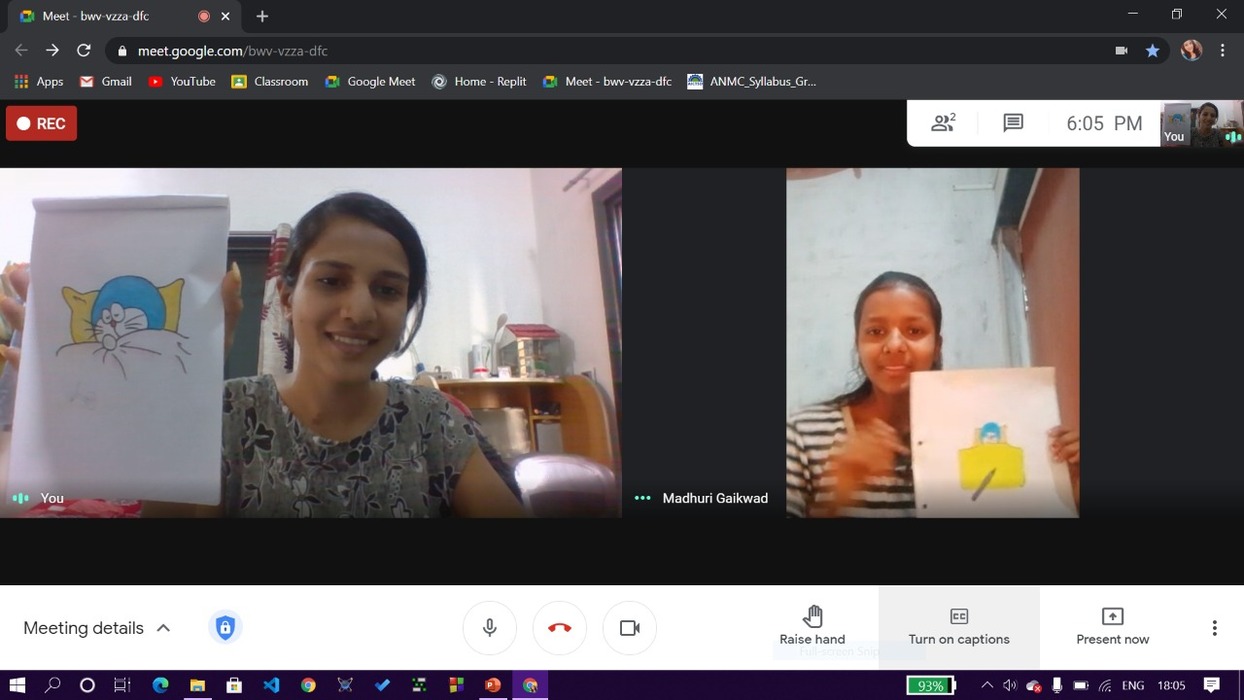 Meet - bwv-vzza-dfc
meet.google.com/bwv-vzza-dfc
Apps
Gmail
YouTube
Classroom
Google Meet
Home - Replit
Meet - bwv-vzza-dfc
ANMC_Syllabus_Gr...
REC
2
6:05 PM
You
You
Madhuri Gaikwad
Meeting details
Raise hand
Turn on captions
Present now
Full-screen Snip
93%
ENG
18:05